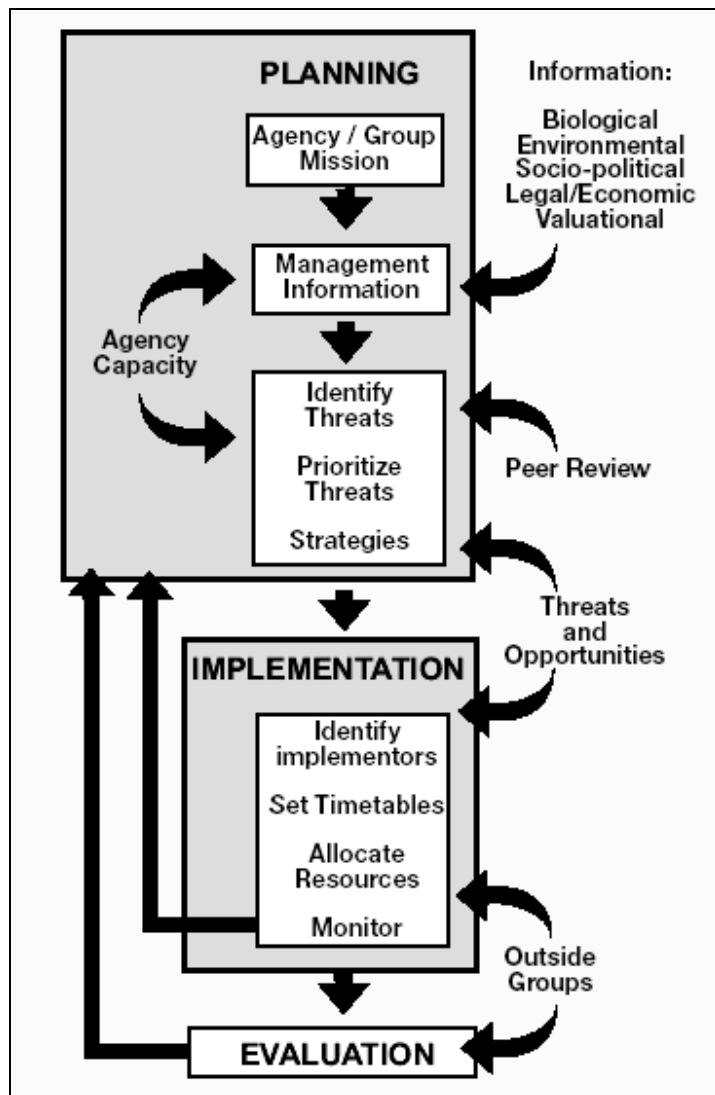 PLANNING
Information:
Biological
Environmental
Socio-political
Legal/Economic
Valuational
Agency / Group
Mission
Management
Information
Agency
Capacity
Identify
Threats
Prioritize
Threats
Strategies
Peer Review
Threats
and
Opportunities
IMPLEMENTATION
Identify
implementors
Set Timetables
Allocate
Resources
Monitor
Outside
Groups
EVALUATION